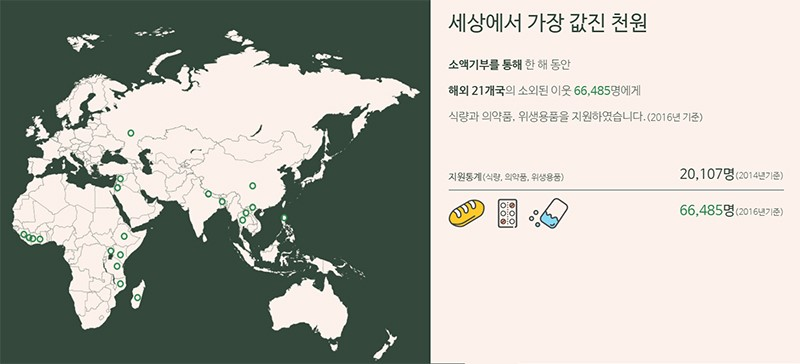 세상에서 가장 값진 천원
소액기부를 통해 한 해 동안
해외 21개국의 소외된 이웃 66,485명에게
식량과 의약품, 위생용품을 지원하였습니다. (2016년 기준)
지원통계 (식량, 의약품, 위생용품) 20,107명 (2014년기준)
66,485명 (2016년기준)